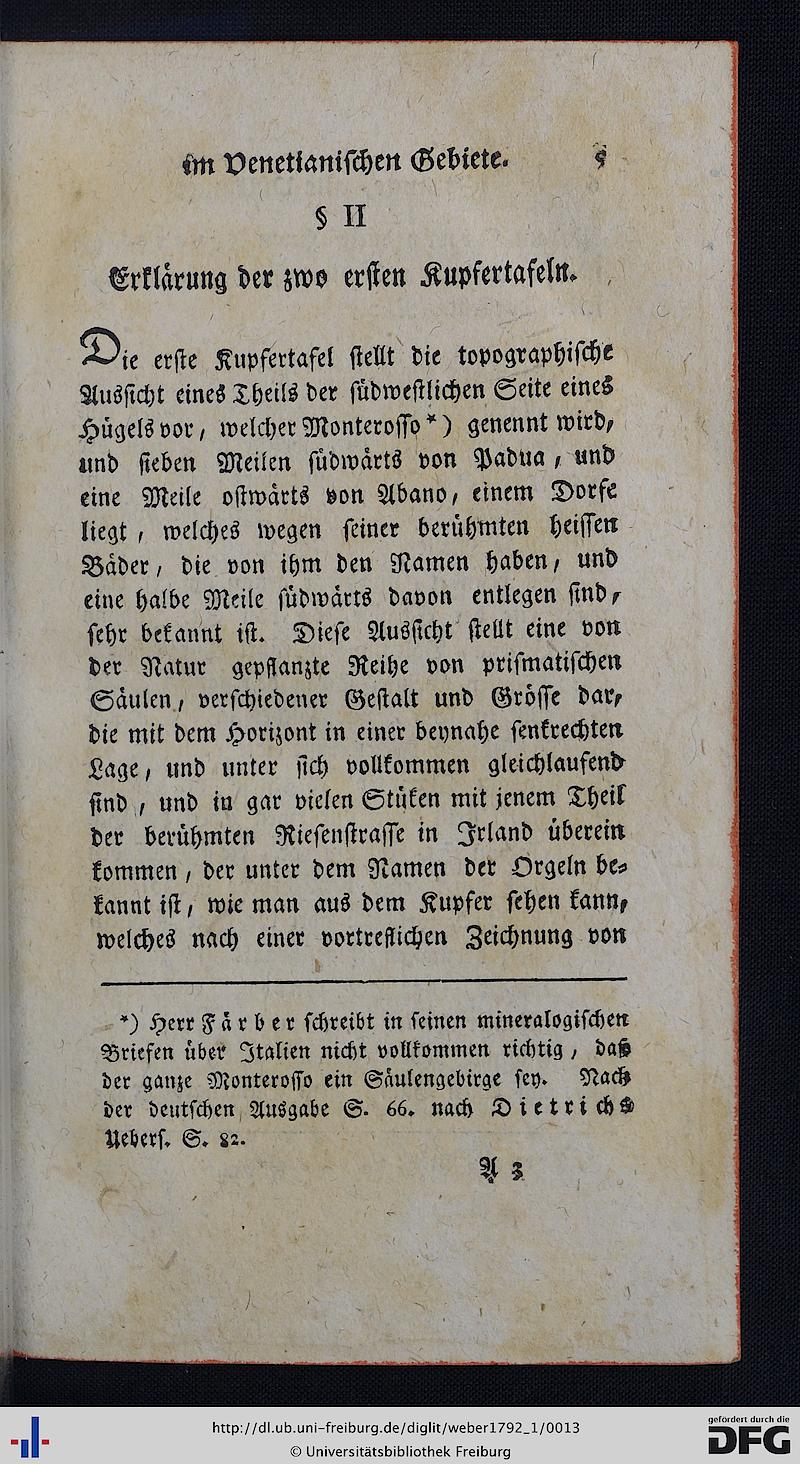 im Venetianischen Gebiete. 5
§ II
Erklärung der zwo ersten Kupfertafeln.
Die erste Kupfertafel stellt die topographische
Aussicht eines Theils der südwestlichen Seite eines
Hügels vor, welcher Monterosso *) genennt wird,
und sieben Meilen südwärts von Padua, und
eine Meile ostwärts von Abano, einem Dorfe
liegt, welches wegen seiner berühmten heissen
Bäder, die von ihm den Namen haben, und
eine halbe Meile südwärts davon entlegen sind,
sehr bekannt ist. Diese Aussicht stellt eine von
der Natur gepflanzte Reihe von prismatischen
Säulen, verschiedener Gestalt und Grösse dar,
die mit dem Horizont in einer beynahe senkrechten
Lage, und unter sich vollkommen gleichlaufend
sind, und in gar vielen Stüken mit jenem Theil
der berühmten Riesenstrasse in Irland überein
kommen, der unter dem Namen der Orgeln be-
kannt ist, wie man aus dem Kupfer sehen kann,
welches nach einer vortreflichen Zeichnung von
*) Herr Färber schreibt in seinen mineralogischen
Briefen über Italien nicht vollkommen richtig, daß
der ganze Monterosso ein Säulengebirge sey. Nach
der deutschen Ausgabe S. 66. nach Dietrichs
Uebers. S. 82.
A 3
http://dl.ub.uni-freiburg.de/diglit/weber1792_1/0013
© Universitätsbibliothek Freiburg
gefördert durch die
DFG